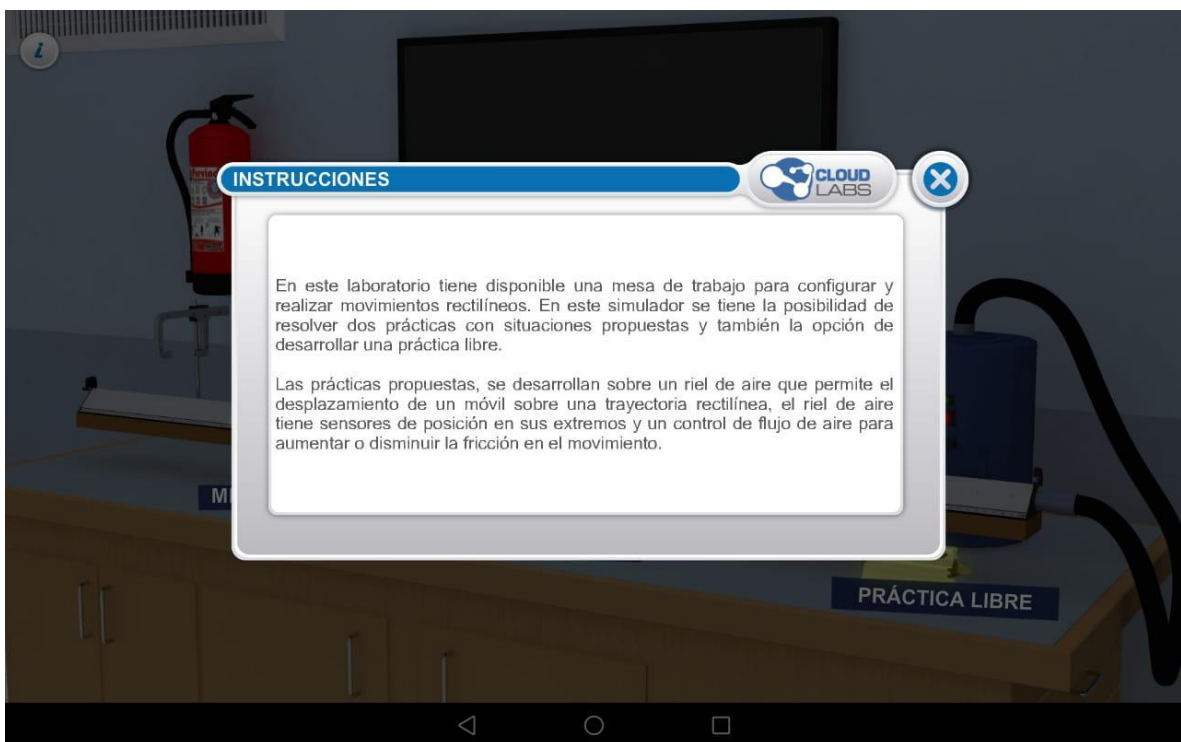 INSTRUCCIONES
CLOUD
LABS
En este laboratorio tiene disponible una mesa de trabajo para configurar y
realizar movimientos rectilíneos. En este simulador se tiene la posibilidad de
resolver dos prácticas con situaciones propuestas y también la opción de
desarrollar una práctica libre.
Las prácticas propuestas, se desarrollan sobre un riel de aire que permite el
desplazamiento de un móvil sobre una trayectoria rectilínea, el riel de aire
tiene sensores de posición en sus extremos y un control de flujo de aire para
aumentar o disminuir la fricción en el movimiento.
PRÁCTICA LIBRE